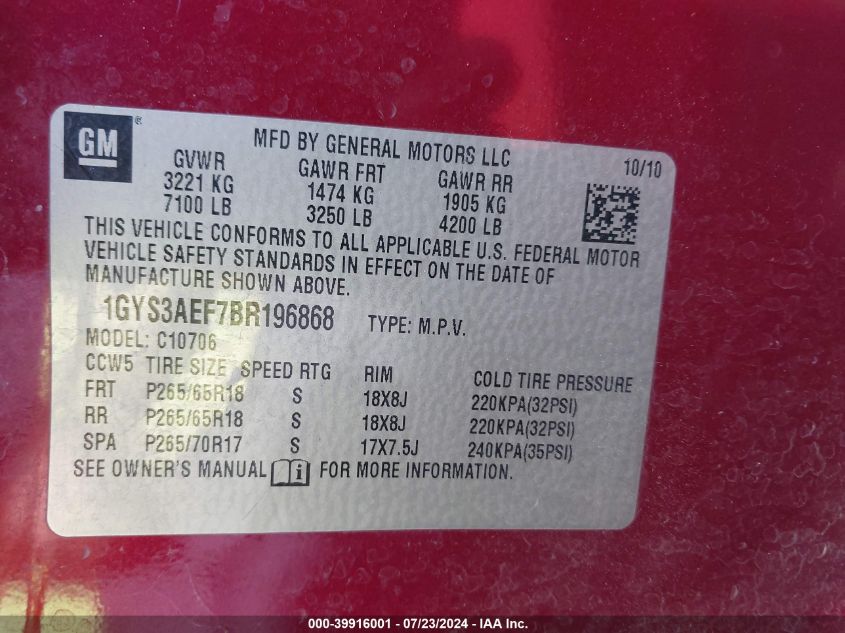 GM ®
MFD BY GENERAL MOTORS LLC
10/10
GVWR GAWR FRT GAWR RR
3221 KG 1474 KG 1905 KG
7100 LB 3250 LB 4200 LB
THIS VEHICLE CONFORMS TO ALL APPLICABLE U.S. FEDERAL MOTOR
VEHICLE SAFETY STANDARDS IN EFFECT ON THE DATE OF
MANUFACTURE SHOWN ABOVE.
1GYS3AEF7BR196868 TYPE: M.P.V.
MODEL: C10706
CCW5 TIRE SIZE SPEED RTG RIM COLD TIRE PRESSURE
FRT P265/65R18 S 18X8J 220KPA(32PSI)
RR P265/65R18 S 18X8J 220KPA(32PSI)
SPA P265/70R17 S 17X7.5J 240KPA(35PSI)
SEE OWNER'S MANUAL i FOR MORE INFORMATION.
000-39916001 / 07/23/2024 - IAA Inc.